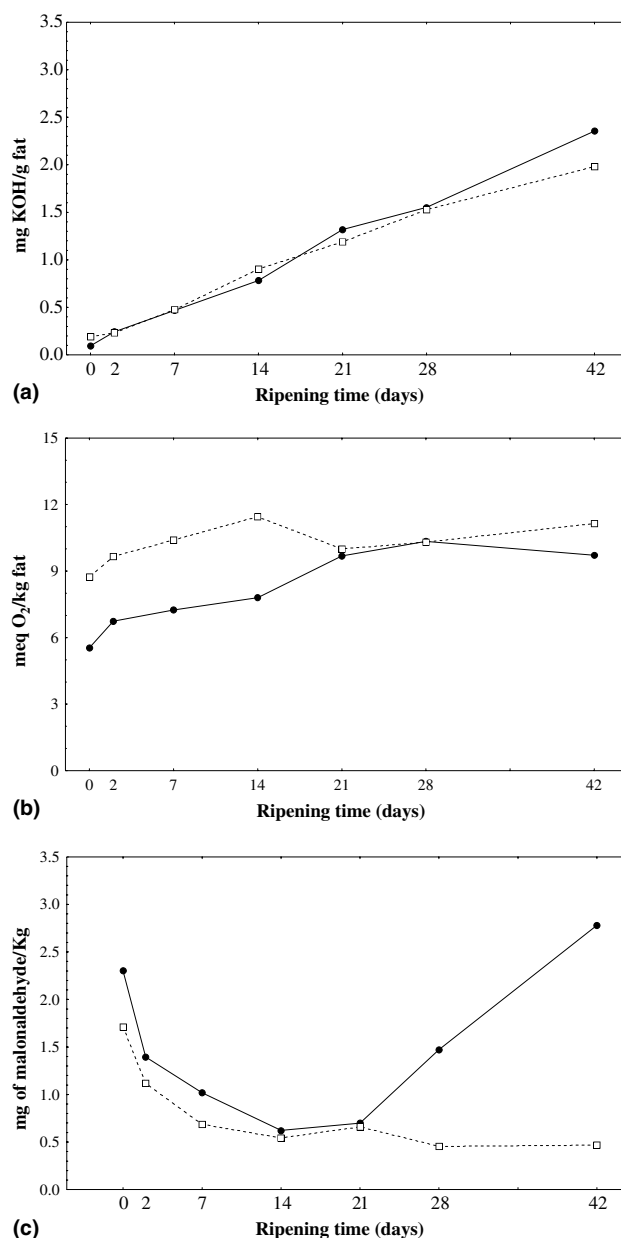 3.5
3.0
2.5
2.0
1.5
1.0
0.5
0.0
mg KOH/g fat
0 2 7 14 21 28 42
(a) Ripening time (days)
15
12
9
6
3
0
meq O₂/kg fat
0 2 7 14 21 28 42
(b) Ripening time (days)
3.5
3.0
2.5
2.0
1.5
1.0
0.5
0.0
mg of malonaldehyde/Kg
0 2 7 14 21 28 42
(c) Ripening time (days)